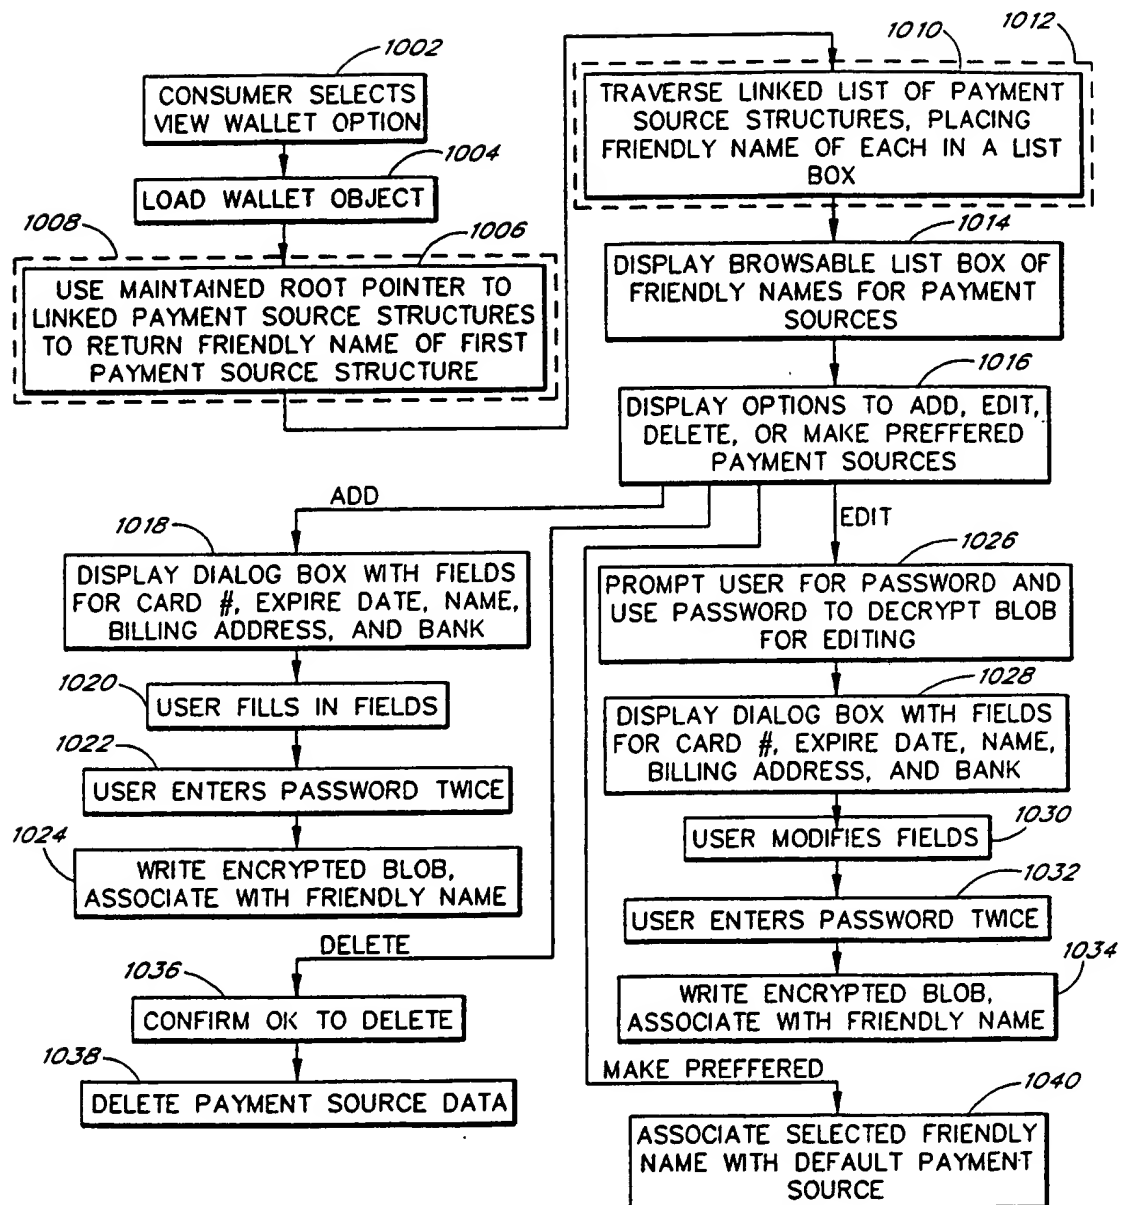 1002
CONSUMER SELECTS
VIEW WALLET OPTION
1004
LOAD WALLET OBJECT
1008
1006
USE MAINTAINED ROOT POINTER TO
LINKED PAYMENT SOURCE STRUCTURES
TO RETURN FRIENDLY NAME OF FIRST
PAYMENT SOURCE STRUCTURE
1010
1012
TRAVERSE LINKED LIST OF PAYMENT
SOURCE STRUCTURES, PLACING
FRIENDLY NAME OF EACH IN A LIST
BOX
1014
DISPLAY BROWSABLE LIST BOX OF
FRIENDLY NAMES FOR PAYMENT
SOURCES
1016
DISPLAY OPTIONS TO ADD, EDIT,
DELETE, OR MAKE PREFFERED
PAYMENT SOURCES
ADD
1018
DISPLAY DIALOG BOX WITH FIELDS
FOR CARD #, EXPIRE DATE, NAME,
BILLING ADDRESS, AND BANK
1020
USER FILLS IN FIELDS
1022
USER ENTERS PASSWORD TWICE
1024
WRITE ENCRYPTED BLOB,
ASSOCIATE WITH FRIENDLY NAME
EDIT
1026
PROMPT USER FOR PASSWORD AND
USE PASSWORD TO DECRYPT BLOB
FOR EDITING
1028
DISPLAY DIALOG BOX WITH FIELDS
FOR CARD #, EXPIRE DATE, NAME,
BILLING ADDRESS, AND BANK
1030
USER MODIFIES FIELDS
1032
USER ENTERS PASSWORD TWICE
1034
WRITE ENCRYPTED BLOB,
ASSOCIATE WITH FRIENDLY NAME
DELETE
1036
CONFIRM OK TO DELETE
1038
DELETE PAYMENT SOURCE DATA
MAKE PREFFERED
1040
ASSOCIATE SELECTED FRIENDLY
NAME WITH DEFAULT PAYMENT
SOURCE